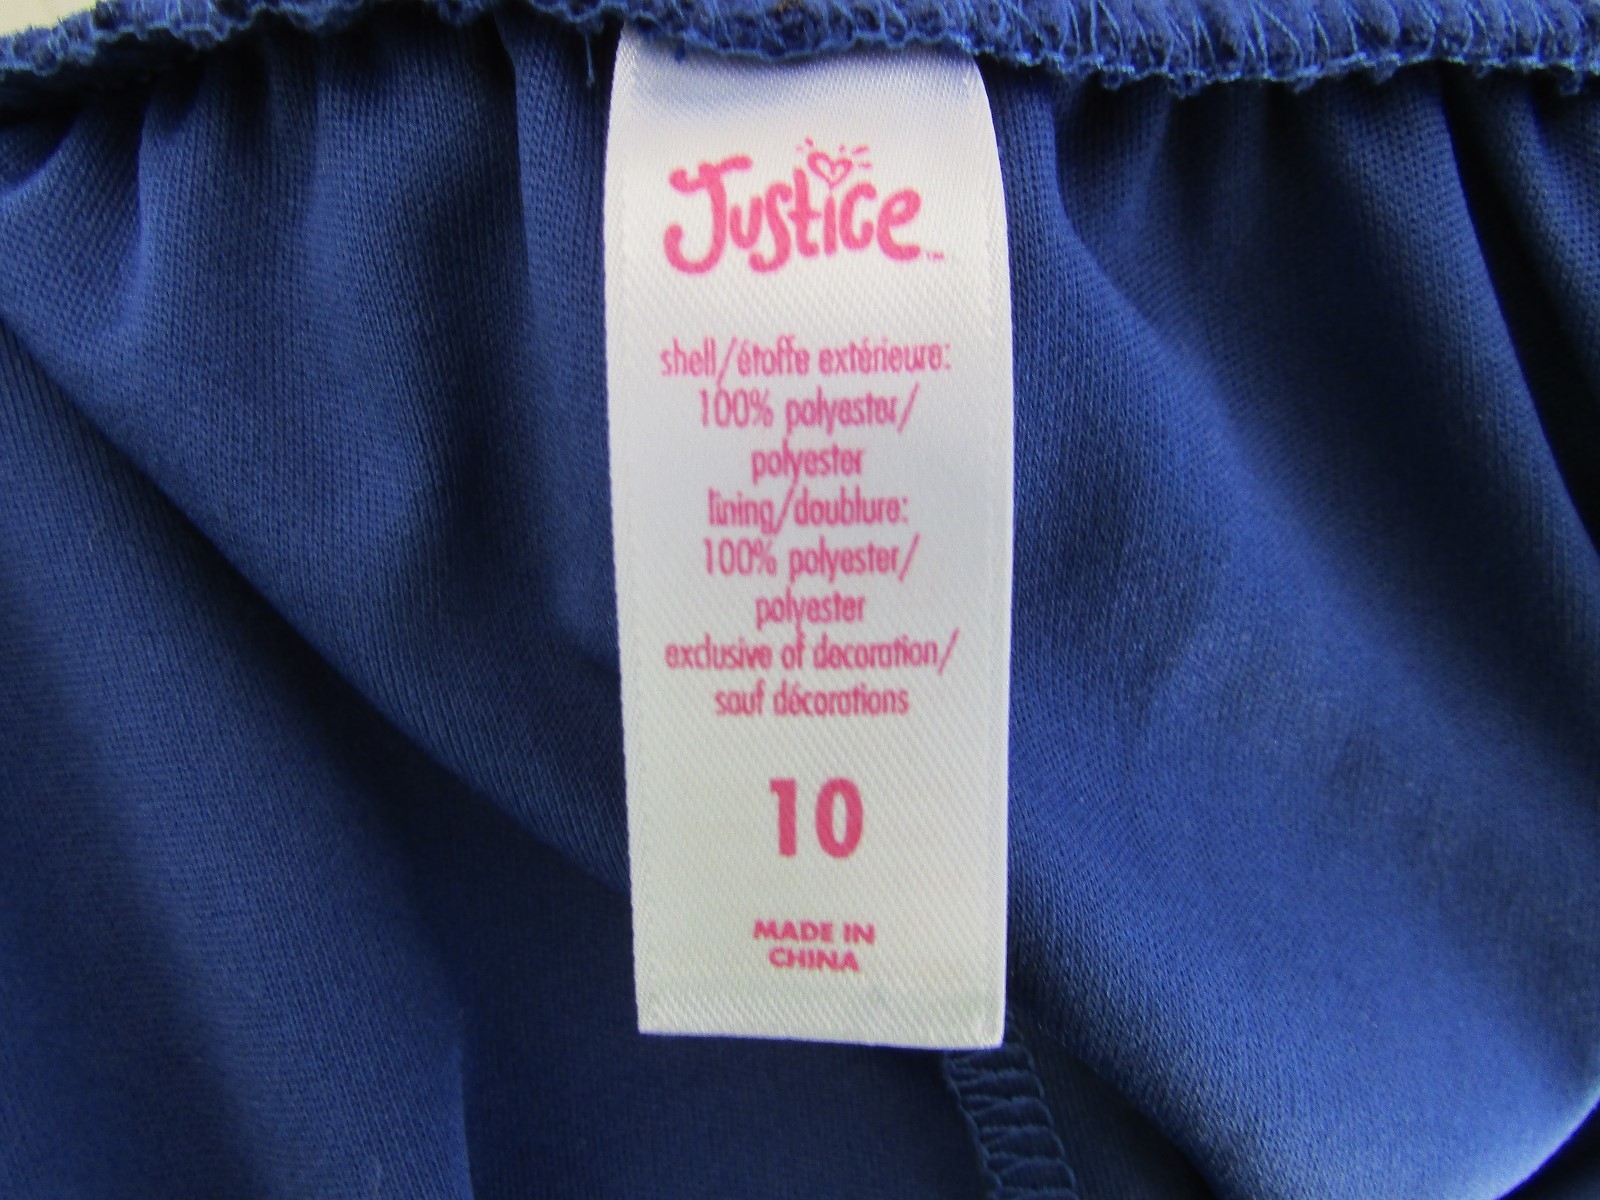 Justice™
shell/étoffe extérieure:
100% polyester/
polyester
lining/doublure:
100% polyester/
polyester
exclusive of decoration/
sauf décorations
10
MADE IN
CHINA